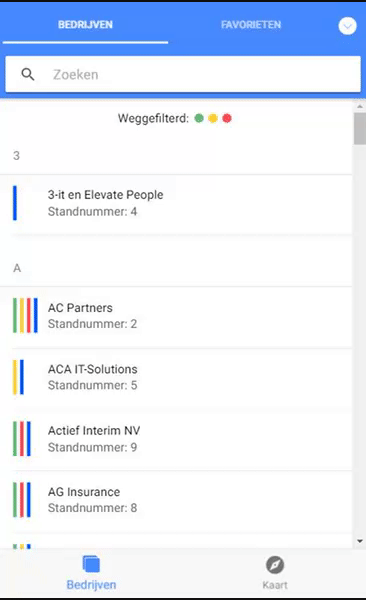 BEDRIJVEN
FAVORIETEN
Zoeken
Weggefilterd:
3
3-it en Elevate People
Standnummer: 4
A
AC Partners
Standnummer: 2
ACA IT-Solutions
Standnummer: 5
Actief Interim NV
Standnummer: 9
AG Insurance
Standnummer: 8
Bedrijven
Kaart